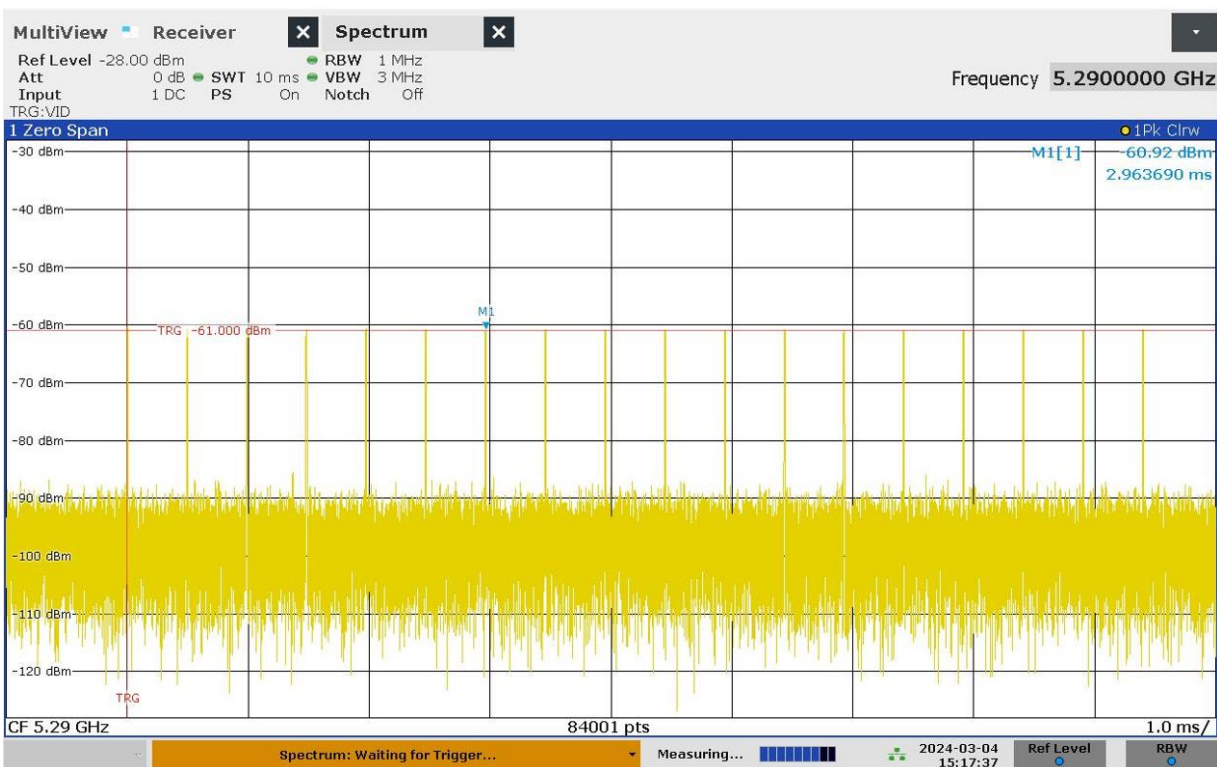 MultiView Receiver X Spectrum X
Ref Level -28.00 dBm RBW 1 MHz
Att 0 dB SWT 10 ms VBW 3 MHz
Input 1 DC PS On Notch Off
Frequency 5.2900000 GHz
TRG:VID
1 Zero Span 1Pk Clrw
-30 dBm M1[1] -60.92 dBm
2.963690 ms
-40 dBm
-50 dBm
M1
-60 dBm
TRG -61.000 dBm
-70 dBm
-80 dBm
-90 dBm
-100 dBm
-110 dBm
-120 dBm
TRG
CF 5.29 GHz 84001 pts 1.0 ms/
Spectrum: Waiting for Trigger... Measuring... 2024-03-04 Ref Level RBW
15:17:37